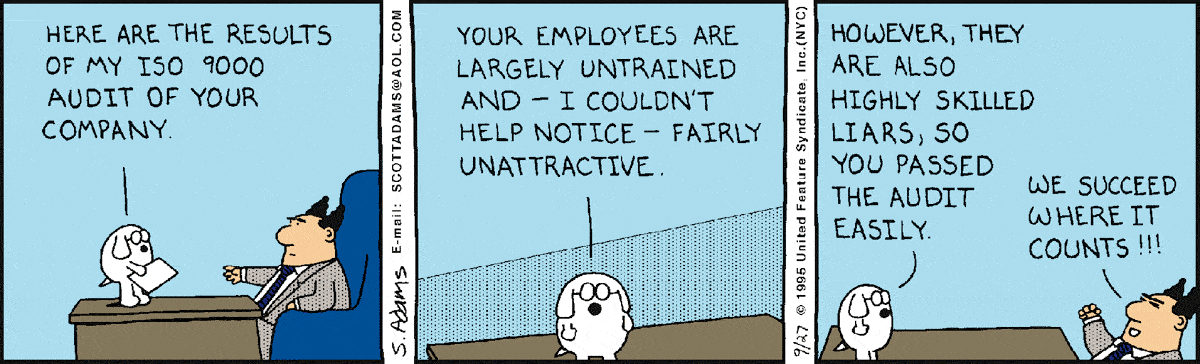 HERE ARE THE RESULTS
OF MY ISO 9000
AUDIT OF YOUR
COMPANY.
S. Adams
E-mail: SCOTTADAMS@AOL.COM
YOUR EMPLOYEES ARE
LARGELY UNTRAINED
AND — I COULDN'T
HELP NOTICE — FAIRLY
UNATTRACTIVE.
9/27 © 1995 United Feature Syndicate, Inc.(NYC)
HOWEVER, THEY
ARE ALSO
HIGHLY SKILLED
LIARS, SO
YOU PASSED
THE AUDIT
EASILY.
WE SUCCEED
WHERE IT
COUNTS!!!